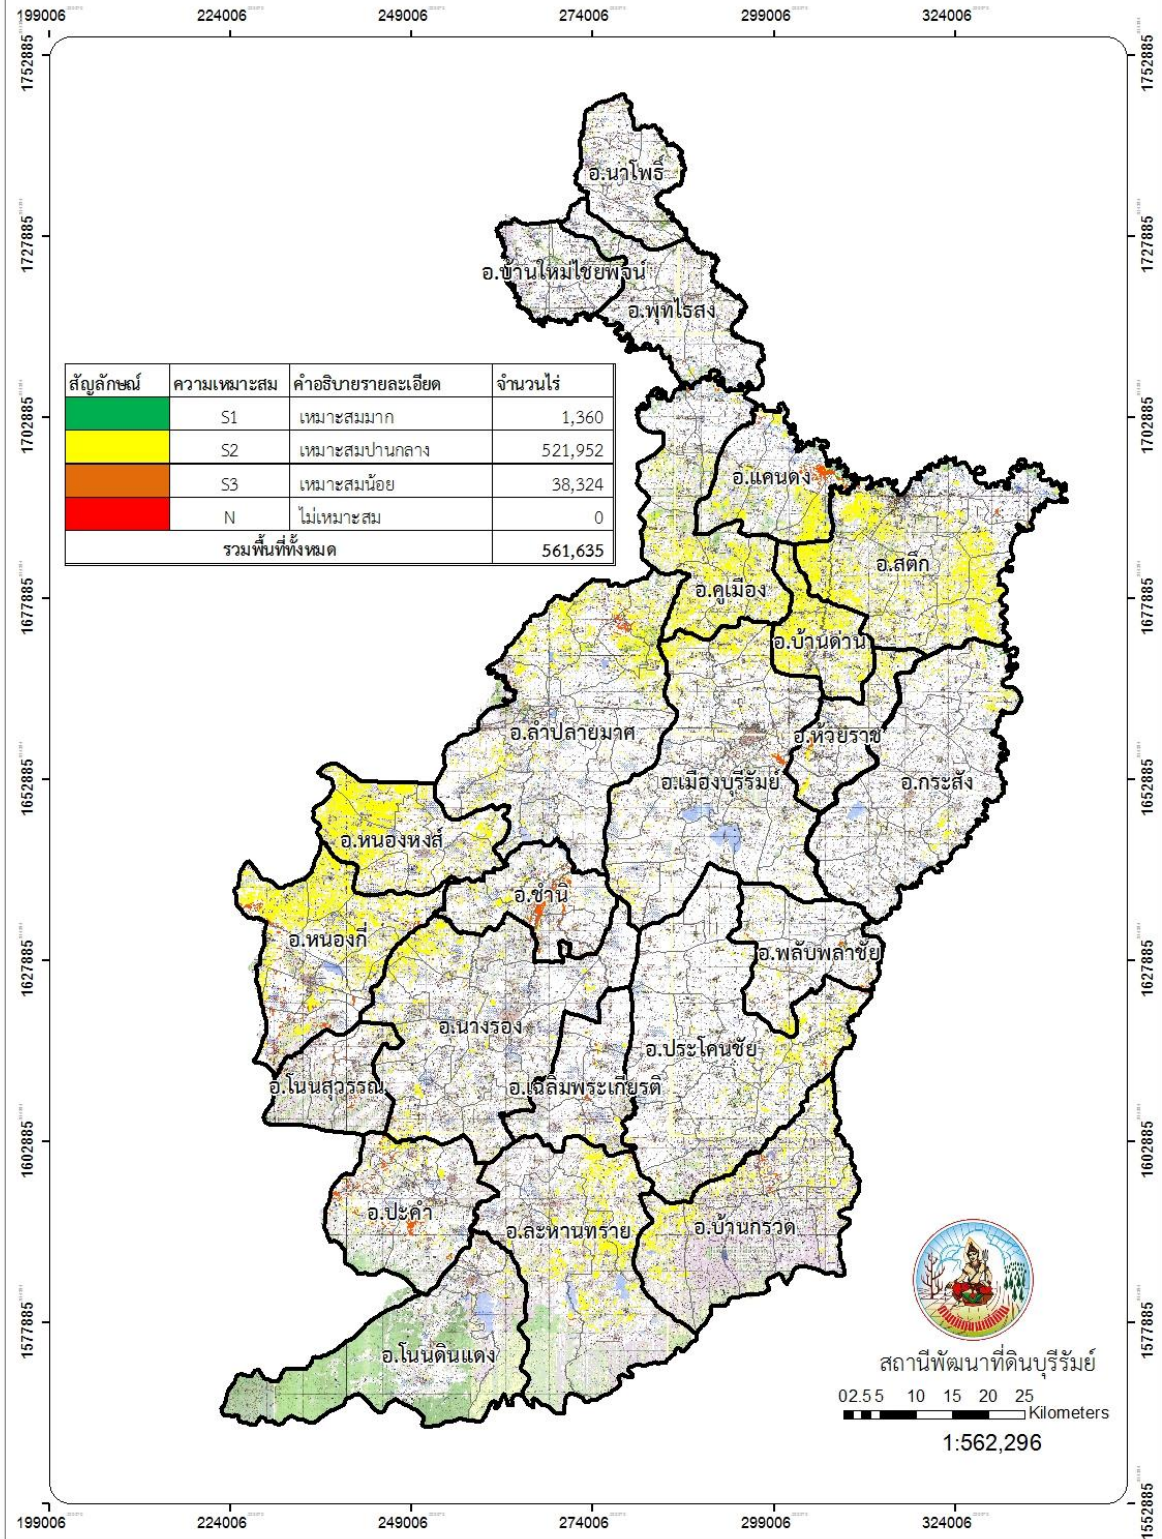 199006 224006 249006 274006 299006 324006
1752885 1752885
อ.นาโพธิ์
1727885 1727885
อ.บ้านใหม่ไชยพจน์
อ.พุทไธสง
สัญลักษณ์ ความเหมาะสม คำอธิบายรายละเอียด จำนวนไร่
S1 เหมาะสมมาก 1,360
S2 เหมาะสมปานกลาง 521,952
S3 เหมาะสมน้อย 38,324
N ไม่เหมาะสม 0
รวมพื้นที่ทั้งหมด 561,635
1702885 1702885
อ.แคนดง
อ.สตึก
อ.คูเมือง
1677885 1677885
อ.บ้านด่าน
อ.ลำปลายมาศ
อ.ห้วยราช
อ.เมืองบุรีรัมย์
อ.กระสัง
1652885 1652885
อ.หนองหงส์
อ.ชำนิ
อ.หนองกี่
อ.พลับพลาชัย
1627885 1627885
อ.นางรอง
อ.ประโคนชัย
อ.โนนสุวรรณ
อ.เฉลิมพระเกียรติ
1602885 1602885
อ.ปะคำ
อ.ละหานทราย
อ.บ้านกรวด
1577885 1577885
อ.โนนดินแดง
สถานีพัฒนาที่ดินบุรีรัมย์
02.55 10 15 20 25
Kilometers
1:562,296
1552885 1552885
199006 224006 249006 274006 299006 324006